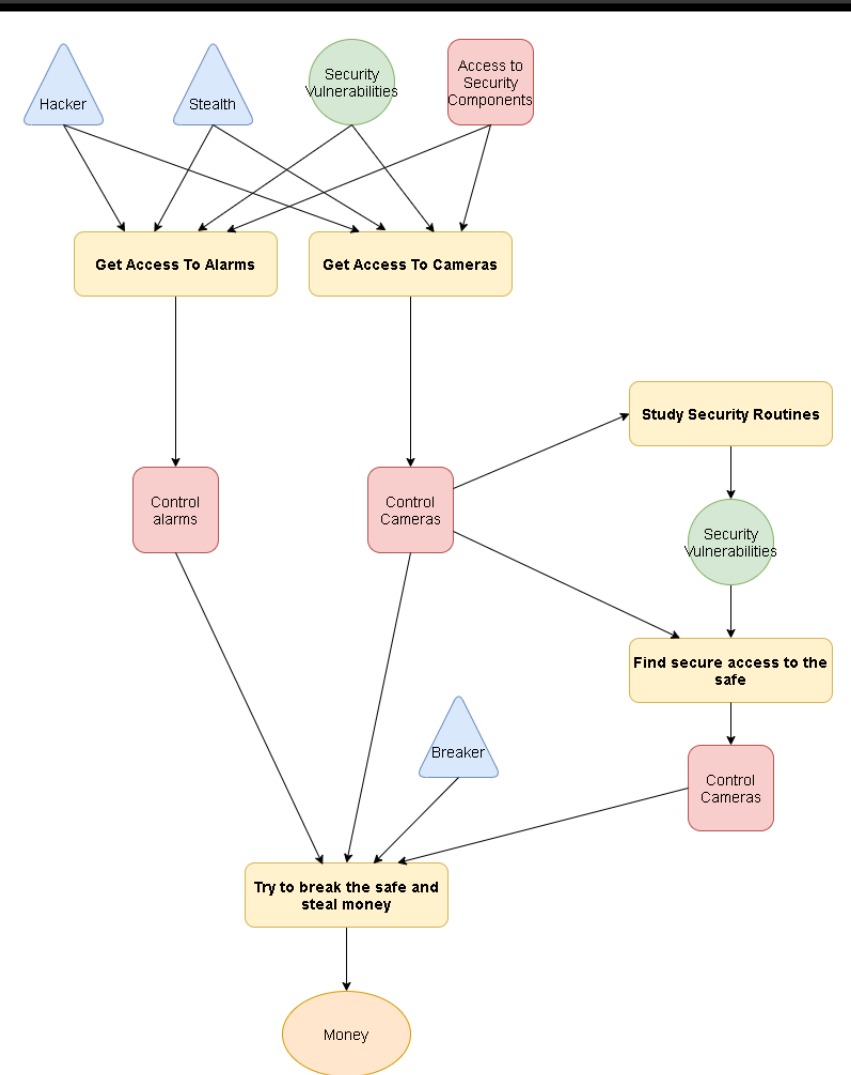 Hacker
Stealth
Security
Vulnerabilities
Access to
Security
Components
Get Access To Alarms
Get Access To Cameras
Study Security Routines
Control
alarms
Control
Cameras
Security
Vulnerabilities
Find secure access to the
safe
Breaker
Control
Cameras
Try to break the safe and
steal money
Money